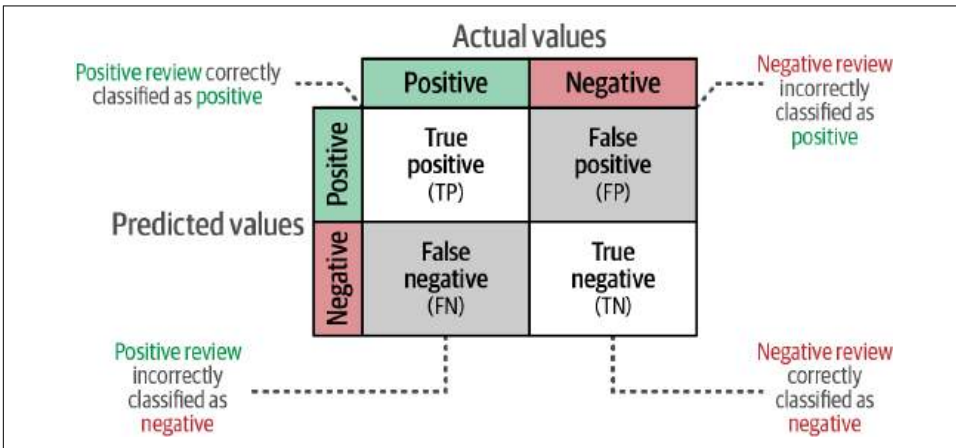 Actual values
Positive review correctly
classified as positive
Positive
Negative
Negative review
incorrectly
classified as
positive
Predicted values
Positive
True
positive
(TP)
False
positive
(FP)
Negative
False
negative
(FN)
True
negative
(TN)
Positive review
incorrectly
classified as
negative
Negative review
correctly
classified as
negative